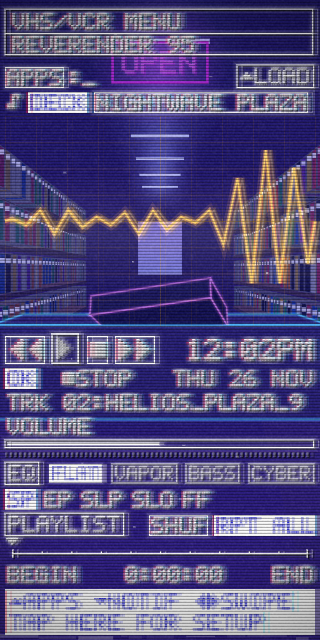 VHS/VCR MENU
REVERENDER 95
OPEN
APPS:_
LOAD
DECK NIGHTWAVE PLAZA
12:02PM
STOP THU 26 NOV
TRK 02:HELIOS_PLAZA_9
VOLUME
EQ FLAT VAPOR BASS CYBER
SP EP SLP SLO FF
PLAYLIST SHUF RPT ALL
BEGIN 0:00:00 END
APPS NOTIF SWIPE
TAP HERE FOR SETUP